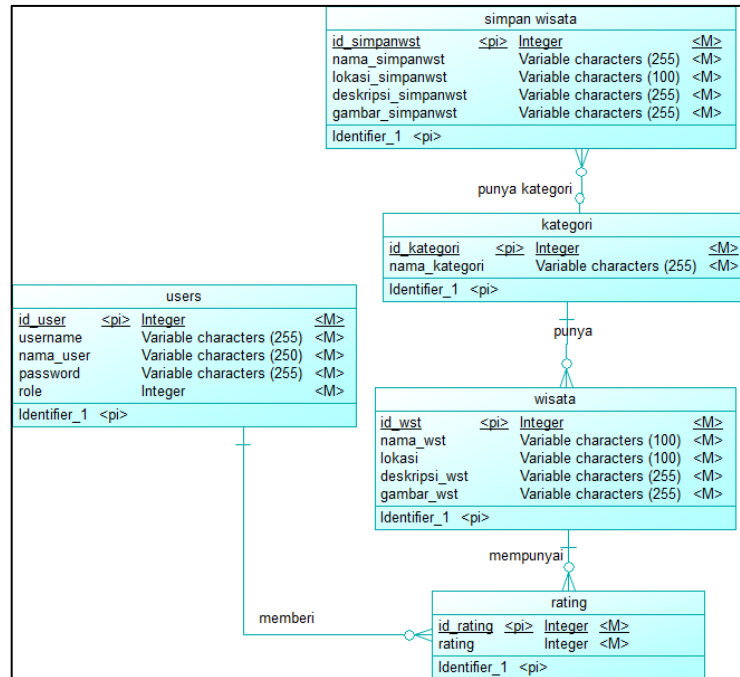 simpan wisata
id_simpanwst <pi> Integer <M>
nama_simpanwst Variable characters (255) <M>
lokasi_simpanwst Variable characters (100) <M>
deskripsi_simpanwst Variable characters (255) <M>
gambar_simpanwst Variable characters (255) <M>
Identifier_1 <pi>
punya kategori
kategori
id_kategori <pi> Integer <M>
nama_kategori Variable characters (255) <M>
Identifier_1 <pi>
users
id_user <pi> Integer <M>
username Variable characters (255) <M>
nama_user Variable characters (250) <M>
password Variable characters (255) <M>
role Integer <M>
Identifier_1 <pi>
punya
wisata
id_wst <pi> Integer <M>
nama_wst Variable characters (100) <M>
lokasi Variable characters (100) <M>
deskripsi_wst Variable characters (255) <M>
gambar_wst Variable characters (255) <M>
Identifier_1 <pi>
mempunyai
memberi
rating
id_rating <pi> Integer <M>
rating Integer <M>
Identifier_1 <pi>